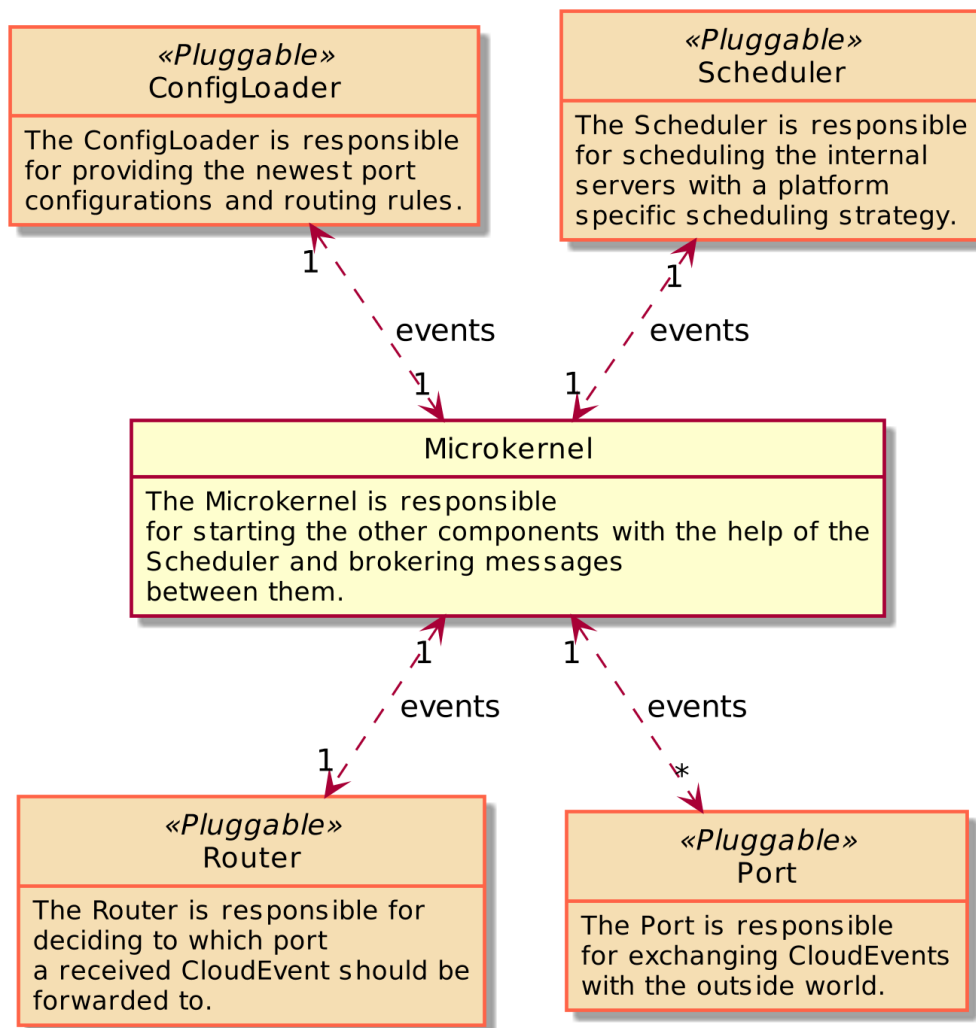 «Pluggable»
ConfigLoader
The ConfigLoader is responsible
for providing the newest port
configurations and routing rules.
«Pluggable»
Scheduler
The Scheduler is responsible
for scheduling the internal
servers with a platform
specific scheduling strategy.
1
1
events
events
1
1
Microkernel
The Microkernel is responsible
for starting the other components with the help of the
Scheduler and brokering messages
between them.
1
1
events
events
1
*
«Pluggable»
Router
The Router is responsible for
deciding to which port
a received CloudEvent should be
forwarded to.
«Pluggable»
Port
The Port is responsible
for exchanging CloudEvents
with the outside world.